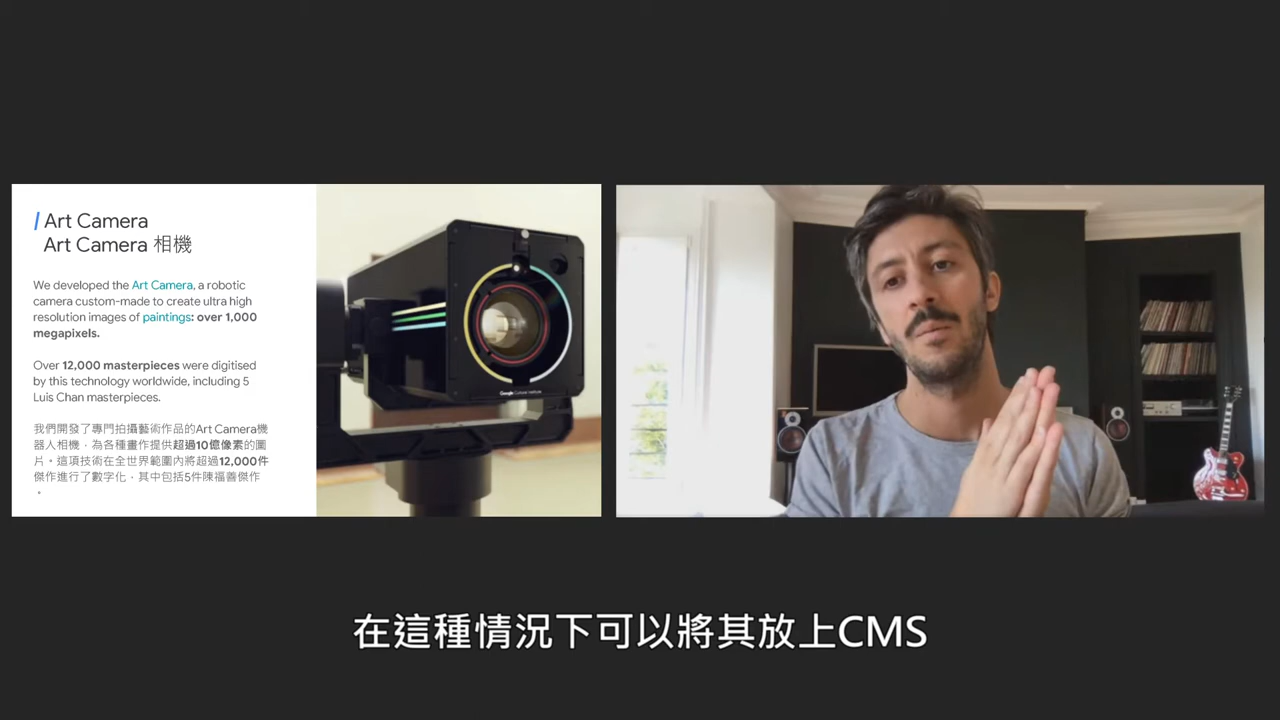 Art Camera
Art Camera 相機
We developed the Art Camera, a robotic
camera custom-made to create ultra high
resolution images of paintings: over 1,000
megapixels.
Over 12,000 masterpieces were digitised
by this technology worldwide, including 5
Luis Chan masterpieces.
我們開發了專門拍攝藝術作品的Art Camera機
器人相機，為各種畫作提供超過10億像素的圖
片。這項技術在全世界範圍內將超過12,000件
傑作進行了數字化，其中包括5件陳福善傑作
。
Google Cultural Institute
在這種情況下可以將其放上CMS